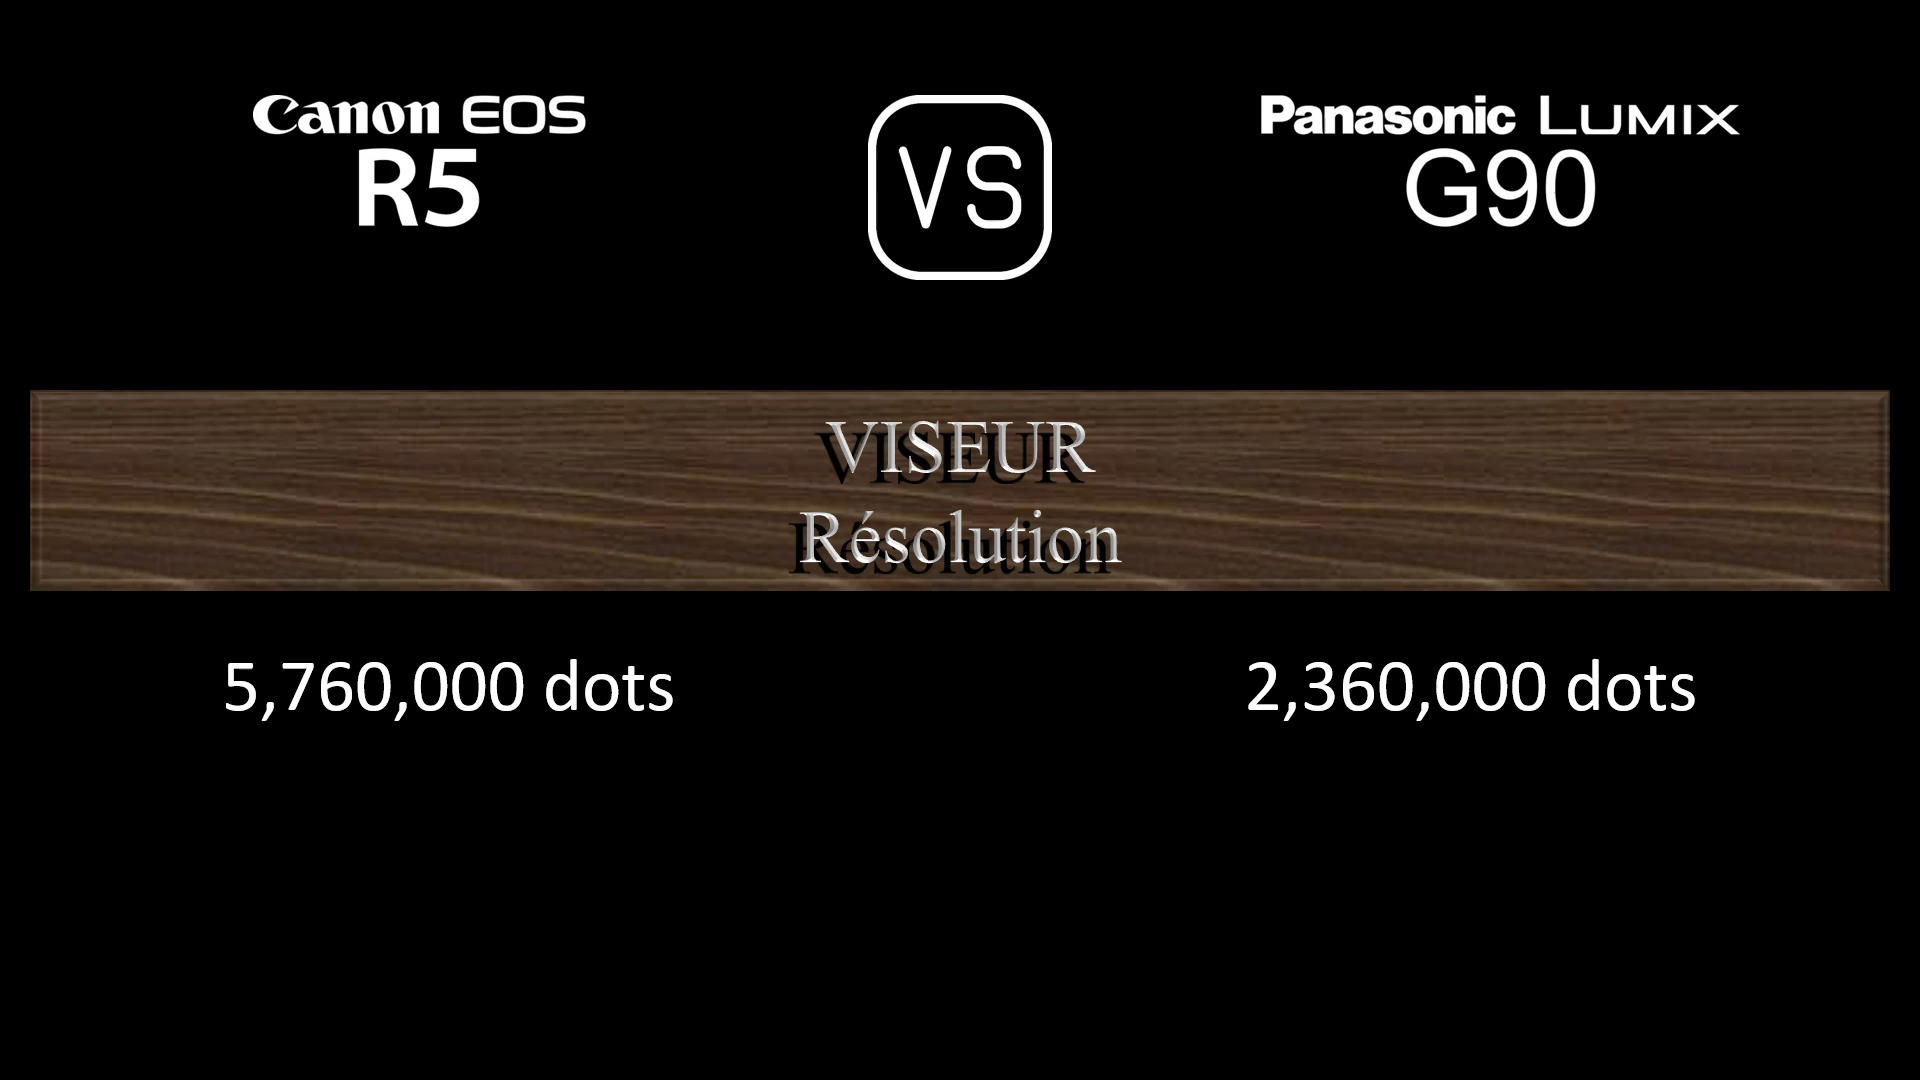 Canon EOS
R5
VS
Panasonic LUMIX
G90
VISEUR
Résolution
5,760,000 dots
2,360,000 dots